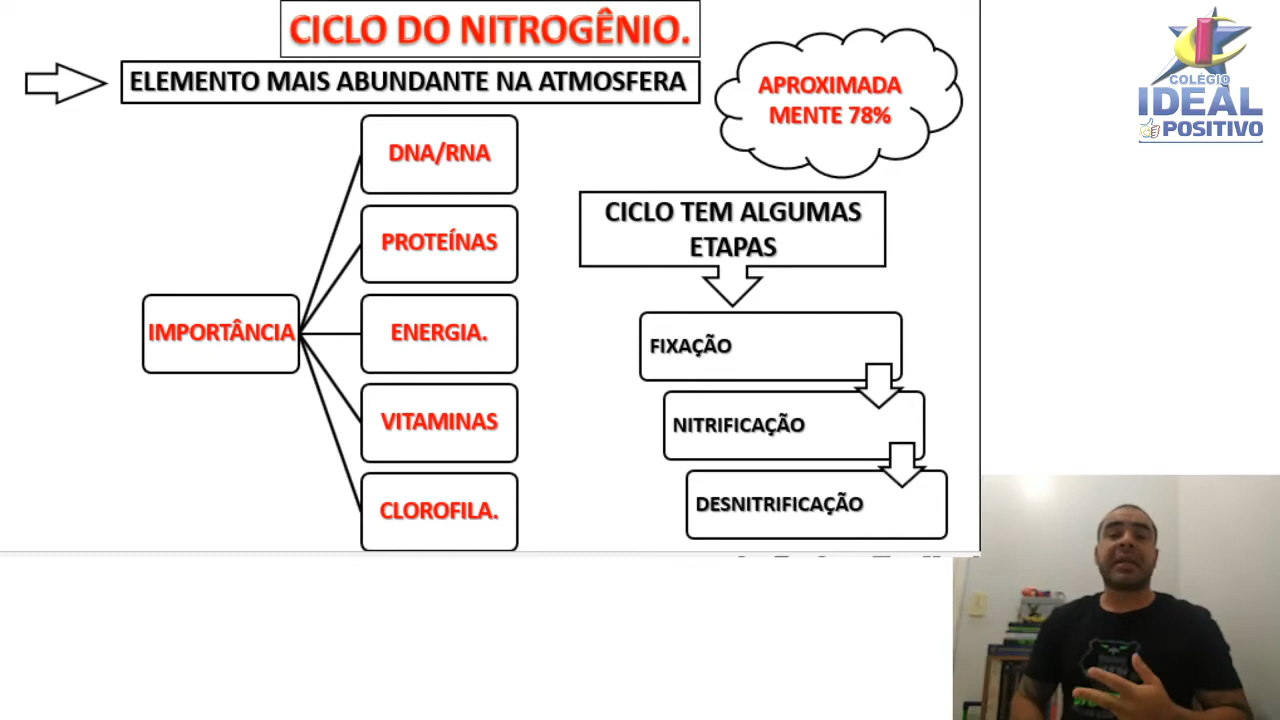 CICLO DO NITROGÊNIO.
ELEMENTO MAIS ABUNDANTE NA ATMOSFERA
APROXIMADA
MENTE 78%
COLÉGIO
IDEAL
POSITIVO
DNA/RNA
PROTEÍNAS
IMPORTÂNCIA
ENERGIA.
VITAMINAS
CLOROFILA.
CICLO TEM ALGUMAS
ETAPAS
FIXAÇÃO
NITRIFICAÇÃO
DESNITRIFICAÇÃO